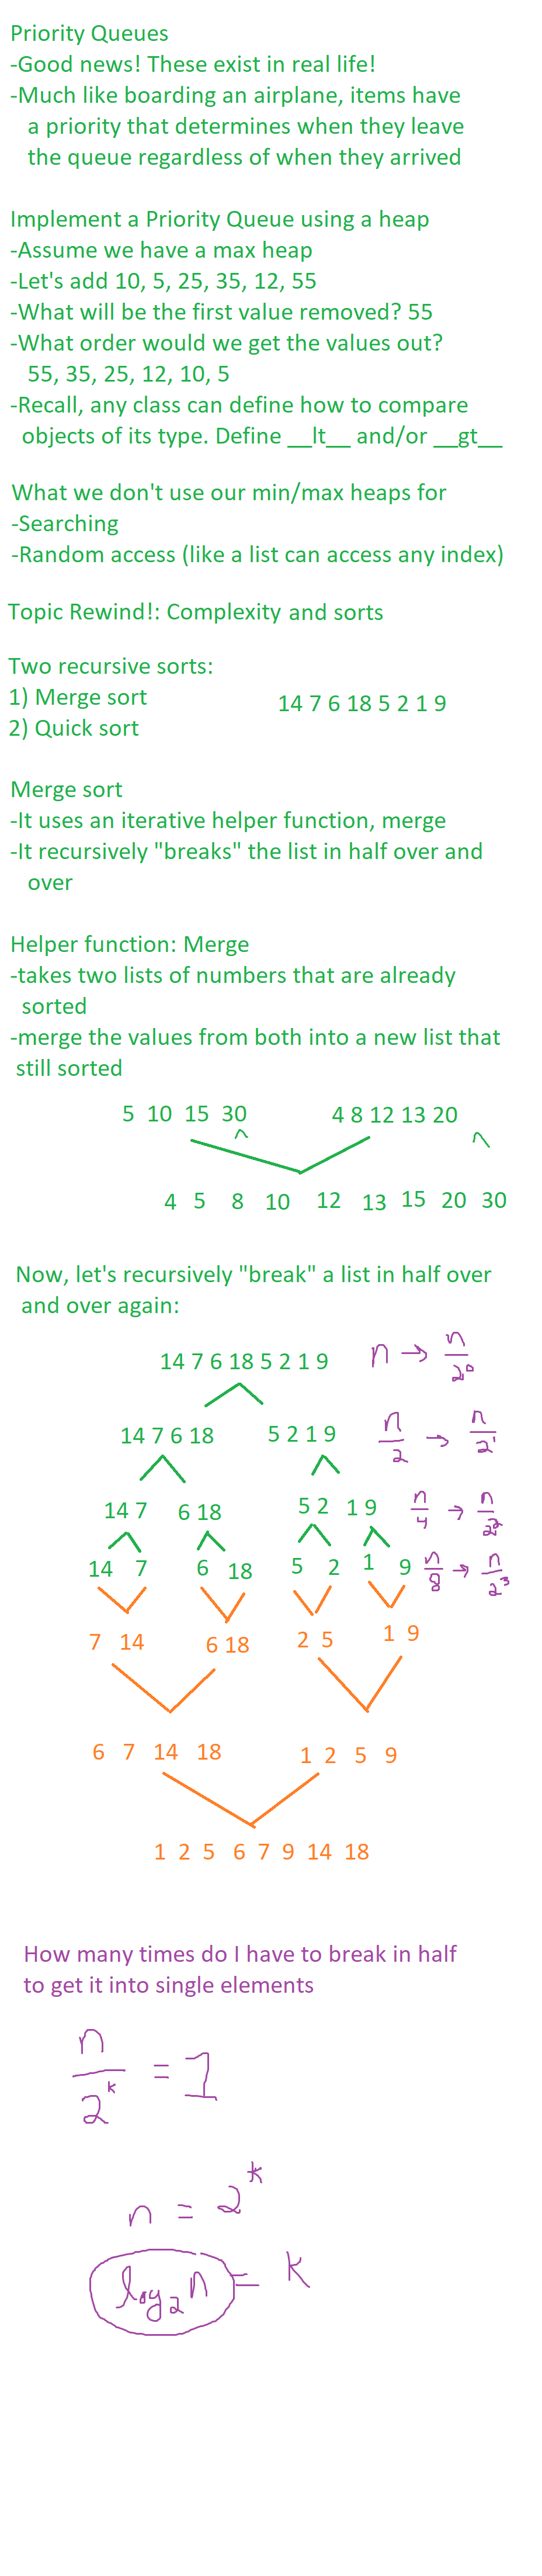 Priority Queues
-Good news! These exist in real life!
-Much like boarding an airplane, items have
a priority that determines when they leave
the queue regardless of when they arrived
Implement a Priority Queue using a heap
-Assume we have a max heap
-Let's add 10, 5, 25, 35, 12, 55
-What will be the first value removed? 55
-What order would we get the values out?
55, 35, 25, 12, 10, 5
-Recall, any class can define how to compare
objects of its type. Define __lt__ and/or __gt__
What we don't use our min/max heaps for
-Searching
-Random access (like a list can access any index)
Topic Rewind!: Complexity and sorts
Two recursive sorts:
1) Merge sort
14 7 6 18 5 2 1 9
2) Quick sort
Merge sort
-It uses an iterative helper function, merge
-It recursively "breaks" the list in half over and
over
Helper function: Merge
-takes two lists of numbers that are already
sorted
-merge the values from both into a new list that
still sorted
5 10 15 30 4 8 12 13 20
4 5 8 10 12 13 15 20 30
Now, let's recursively "break" a list in half over
and over again:
14 7 6 18 5 2 1 9 n → n/2^0
14 7 6 18 5 2 1 9 n/2 → n/2^1
14 7 6 18 5 2 1 9 n/4 → n/2^2
14 7 6 18 5 2 1 9 n/8 → n/2^3
7 14 6 18 2 5 1 9
6 7 14 18 1 2 5 9
1 2 5 6 7 9 14 18
How many times do I have to break in half
to get it into single elements
n/2^k = 1
n = 2^k
log₂ n = k